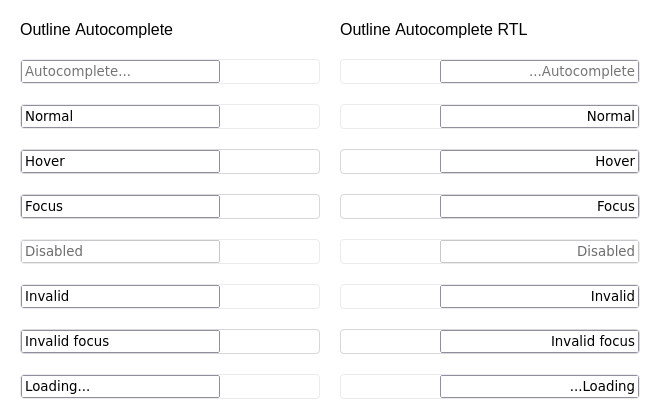 Outline Autocomplete
Autocomplete...
Normal
Hover
Focus
Disabled
Invalid
Invalid focus
Loading...
Outline Autocomplete RTL
...Autocomplete
Normal
Hover
Focus
Disabled
Invalid
Invalid focus
...Loading